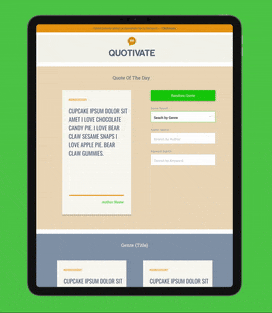 QUOTIVATE
Quote Of The Day
CUPCAKE IPSUM DOLOR SIT
AMET I LOVE CHOCOLATE
CANDY PIE, I LOVE BEAR
CLAW SESAME SNAPS I
LOVE APPLE PIE, BEAR
CLAW GUMMIES.
Author Name
Random Quote
Search by Genre
Search by Author
Search by Keyword
Genre (Title)
CUPCAKE IPSUM DOLOR SIT
CUPCAKE IPSUM DOLOR SIT